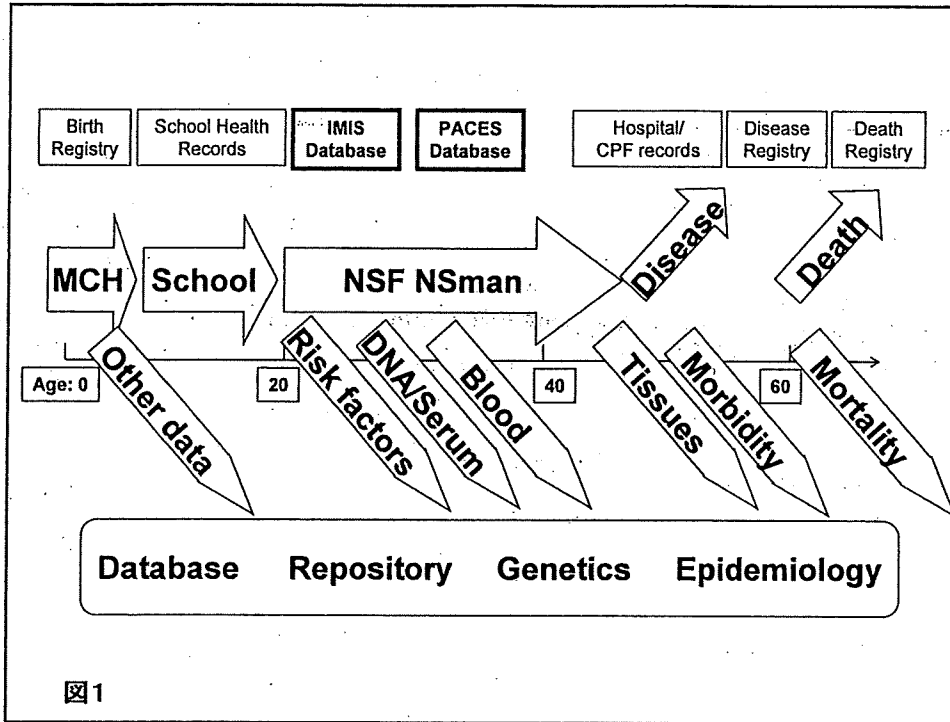 Birth
Registry
School Health
Records
IMIS
Database
PACES
Database
Hospital/
CPF records
Disease
Registry
Death
Registry
MCH
School
NSF NSman
Disease
Death
Age: 0
20
40
60
Other data
Risk factors
DNA/Serum
Blood
Tissues
Morbidity
Mortality
Database Repository Genetics Epidemiology
図1